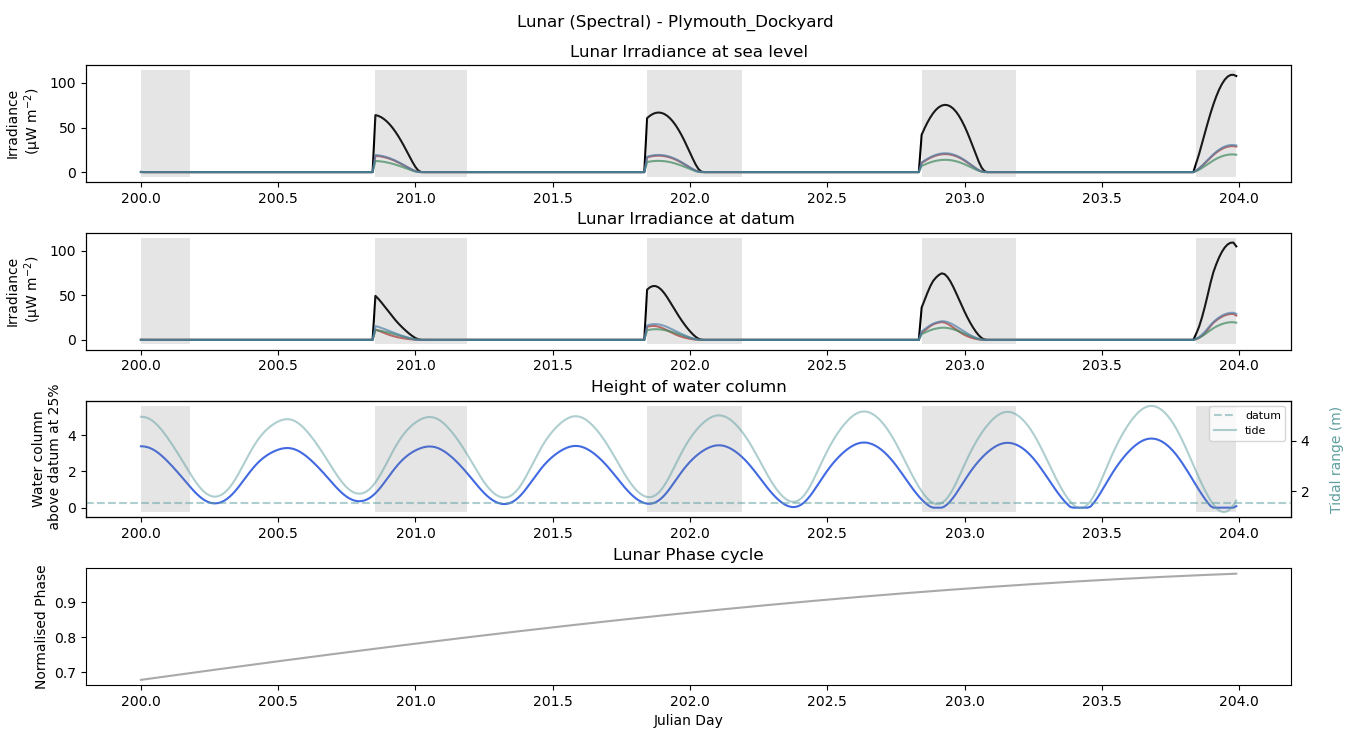 Lunar (Spectral) - Plymouth_Dockyard
Lunar Irradiance at sea level
Irradiance
(µW m⁻²)
100
50
0
200.0 200.5 201.0 201.5 202.0 202.5 203.0 203.5 204.0
Lunar Irradiance at datum
Irradiance
(µW m⁻²)
100
50
0
200.0 200.5 201.0 201.5 202.0 202.5 203.0 203.5 204.0
Height of water column
Water column
above datum at 25%
4
2
0
datum
tide
4
2
Tidal range (m)
200.0 200.5 201.0 201.5 202.0 202.5 203.0 203.5 204.0
Lunar Phase cycle
Normalised Phase
0.9
0.8
0.7
200.0 200.5 201.0 201.5 202.0 202.5 203.0 203.5 204.0
Julian Day